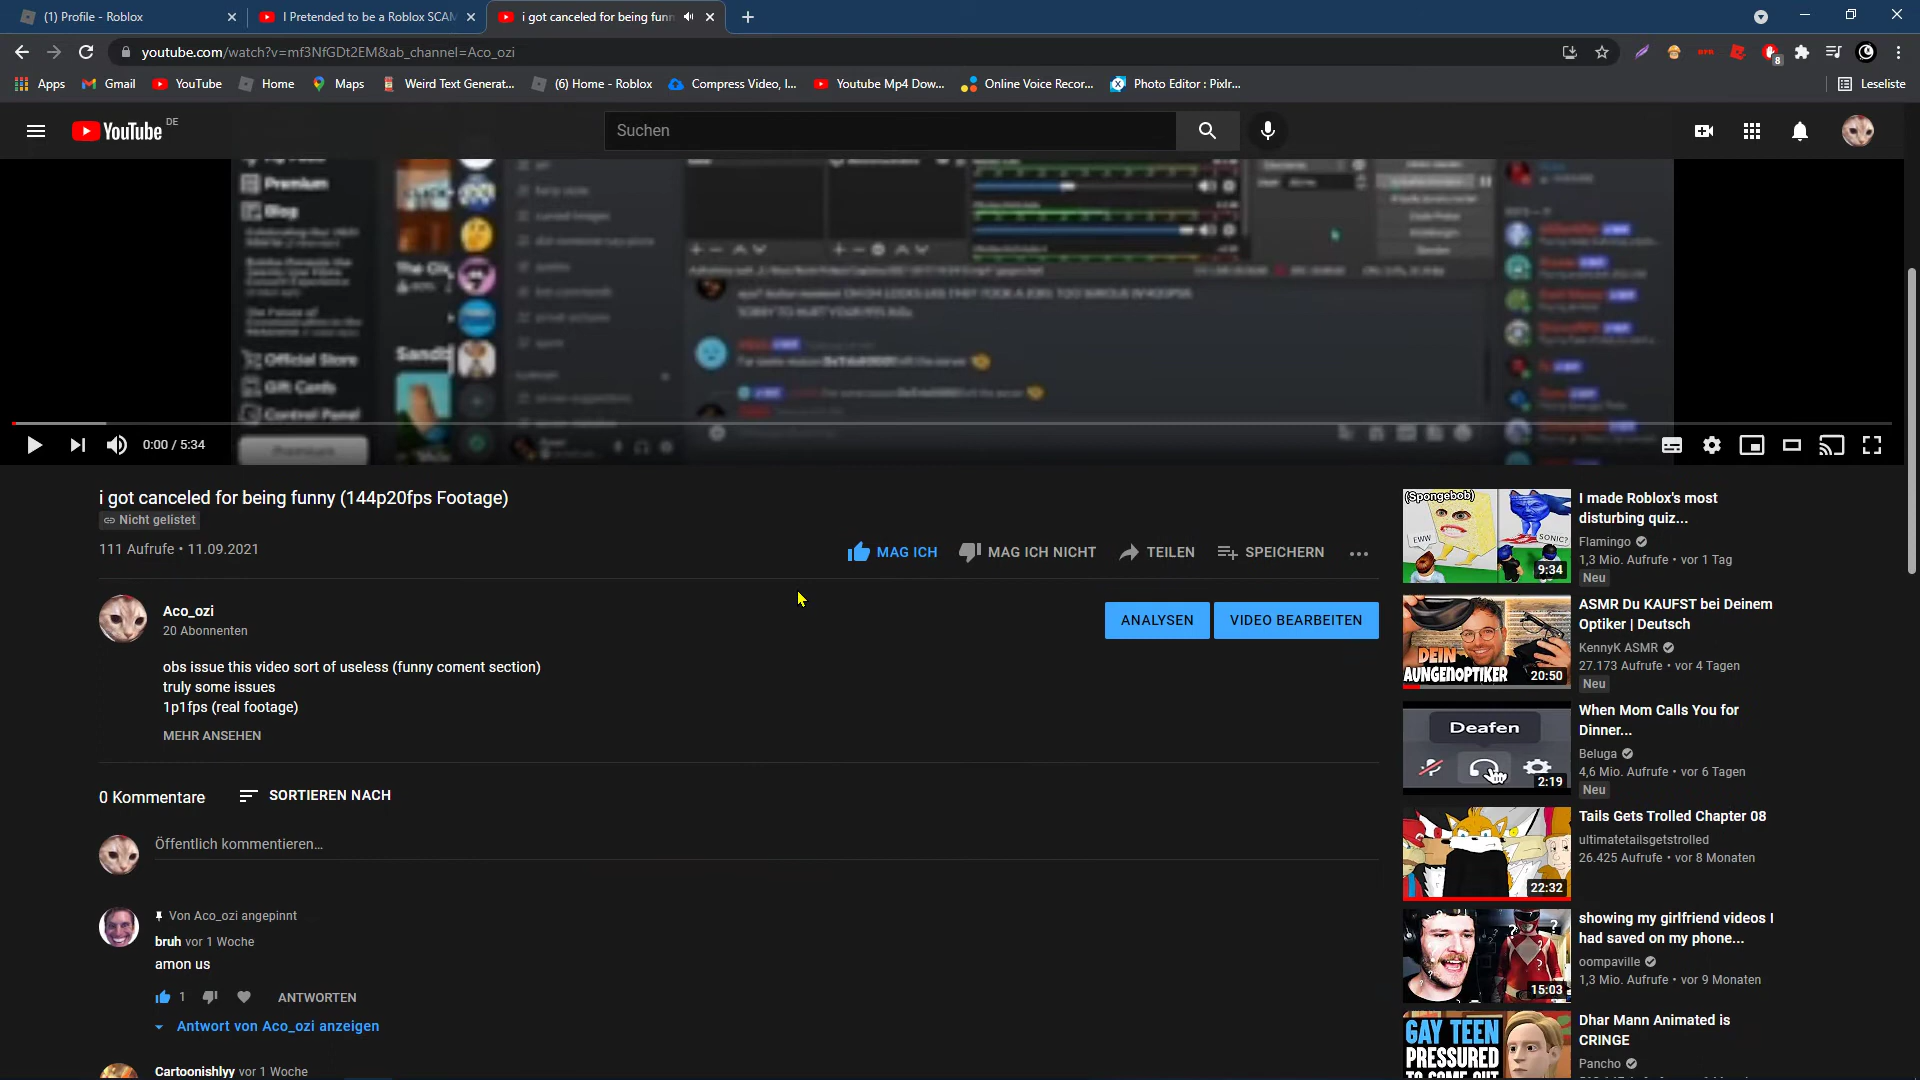 (1) Profile - Roblox
I Pretended to be a Roblox SCAM
i got canceled for being funn
youtube.com/watch?v=mf3NfGDt2EM&ab_channel=Aco_ozi
8
Apps
Gmail
YouTube
Home
Maps
Weird Text Generat...
(6) Home - Roblox
Compress Video, I...
Youtube Mp4 Dow...
Online Voice Recor...
Photo Editor : Pixlr...
Leseliste
YouTube DE
Suchen
Premium
Blog
Official Store
Gift Cards
Control Panel
Premium
0:00 / 5:34
i got canceled for being funny (144p20fps Footage)
Nicht gelistet
111 Aufrufe • 11.09.2021
MAG ICH
MAG ICH NICHT
TEILEN
SPEICHERN
Aco_ozi
20 Abonnenten
ANALYSEN
VIDEO BEARBEITEN
obs issue this video sort of useless (funny coment section)
truly some issues
1p1fps (real footage)
MEHR ANSEHEN
0 Kommentare
SORTIEREN NACH
Öffentlich kommentieren...
Von Aco_ozi angepinnt
bruh vor 1 Woche
amon us
1
ANTWORTEN
Antwort von Aco_ozi anzeigen
Cartoonishlyy vor 1 Woche
(Spongebob)
EWW
SONIC?
9:34
I made Roblox's most
disturbing quiz...
Flamingo
1,3 Mio. Aufrufe • vor 1 Tag
Neu
DEIN
AUNGENOPTIKER
20:50
ASMR Du KAUFST bei Deinem
Optiker | Deutsch
KennyK ASMR
27.173 Aufrufe • vor 4 Tagen
Neu
Deafen
2:19
When Mom Calls You for
Dinner...
Beluga
4,6 Mio. Aufrufe • vor 6 Tagen
Neu
22:32
Tails Gets Trolled Chapter 08
ultimatetailsgetstrolled
26.425 Aufrufe • vor 8 Monaten
15:03
showing my girlfriend videos I
had saved on my phone...
oompaville
1,3 Mio. Aufrufe • vor 9 Monaten
GAY TEEN
PRESSURED
TO COME OUT
Dhar Mann Animated is
CRINGE
Pancho